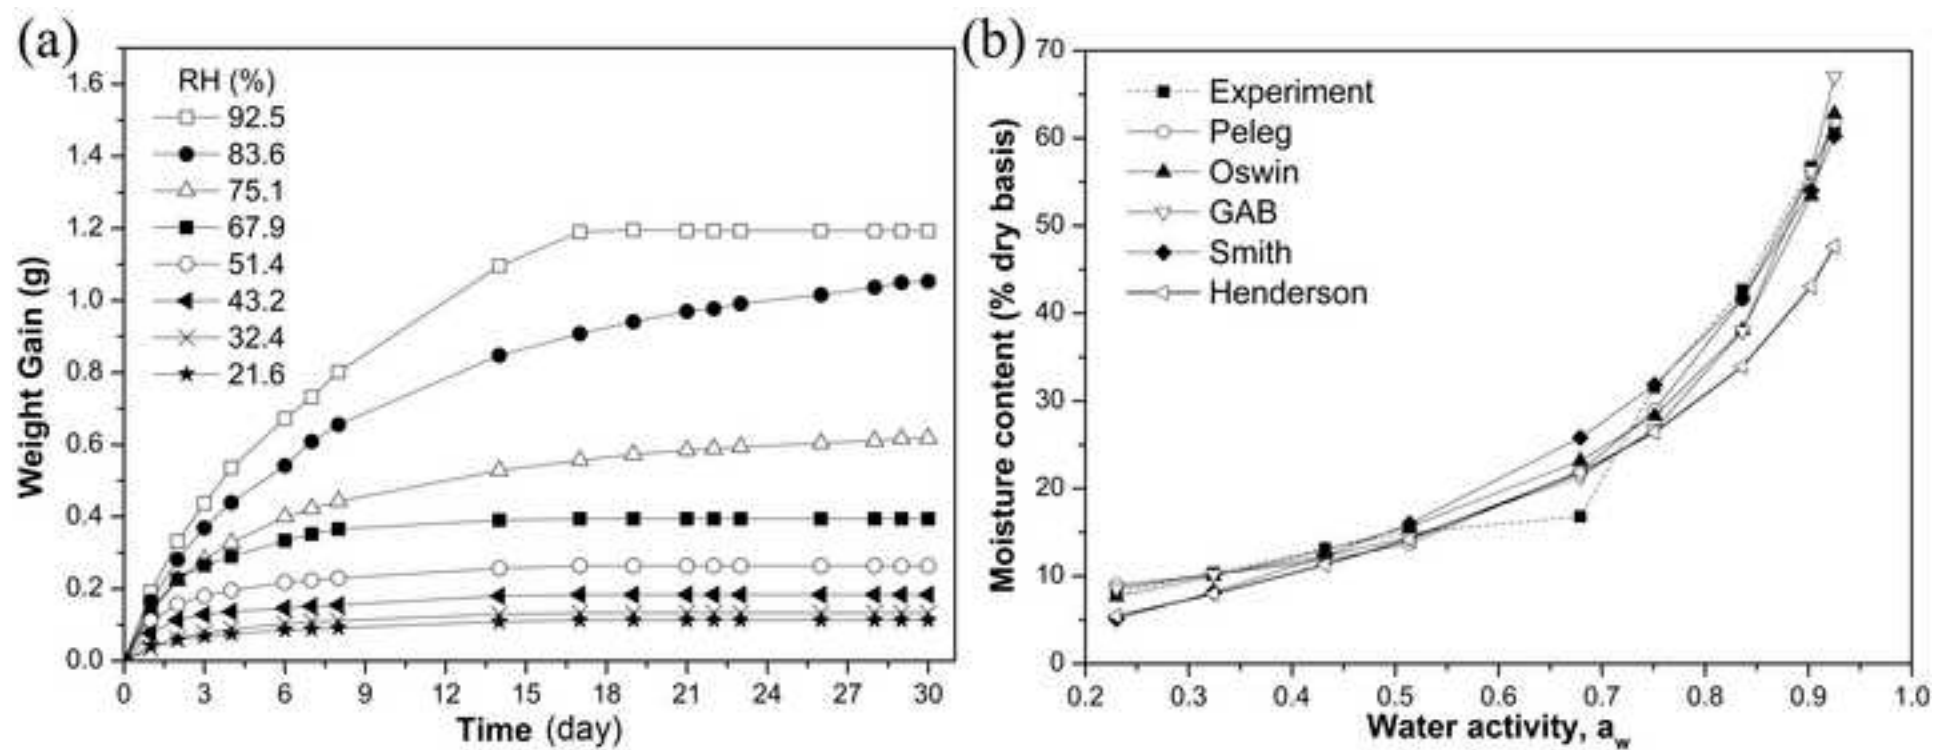 (a)
RH (%)
92.5
83.6
75.1
67.9
51.4
43.2
32.4
21.6
1.6
1.4
1.2
1.0
0.8
0.6
0.4
0.2
0.0
Weight Gain (g)
0 3 6 9 12 15 18 21 24 27 30
Time (day)
(b)
Experiment
Peleg
Oswin
GAB
Smith
Henderson
70
60
50
40
30
20
10
0
Moisture content (% dry basis)
0.2 0.3 0.4 0.5 0.6 0.7 0.8 0.9 1.0
Water activity, aw